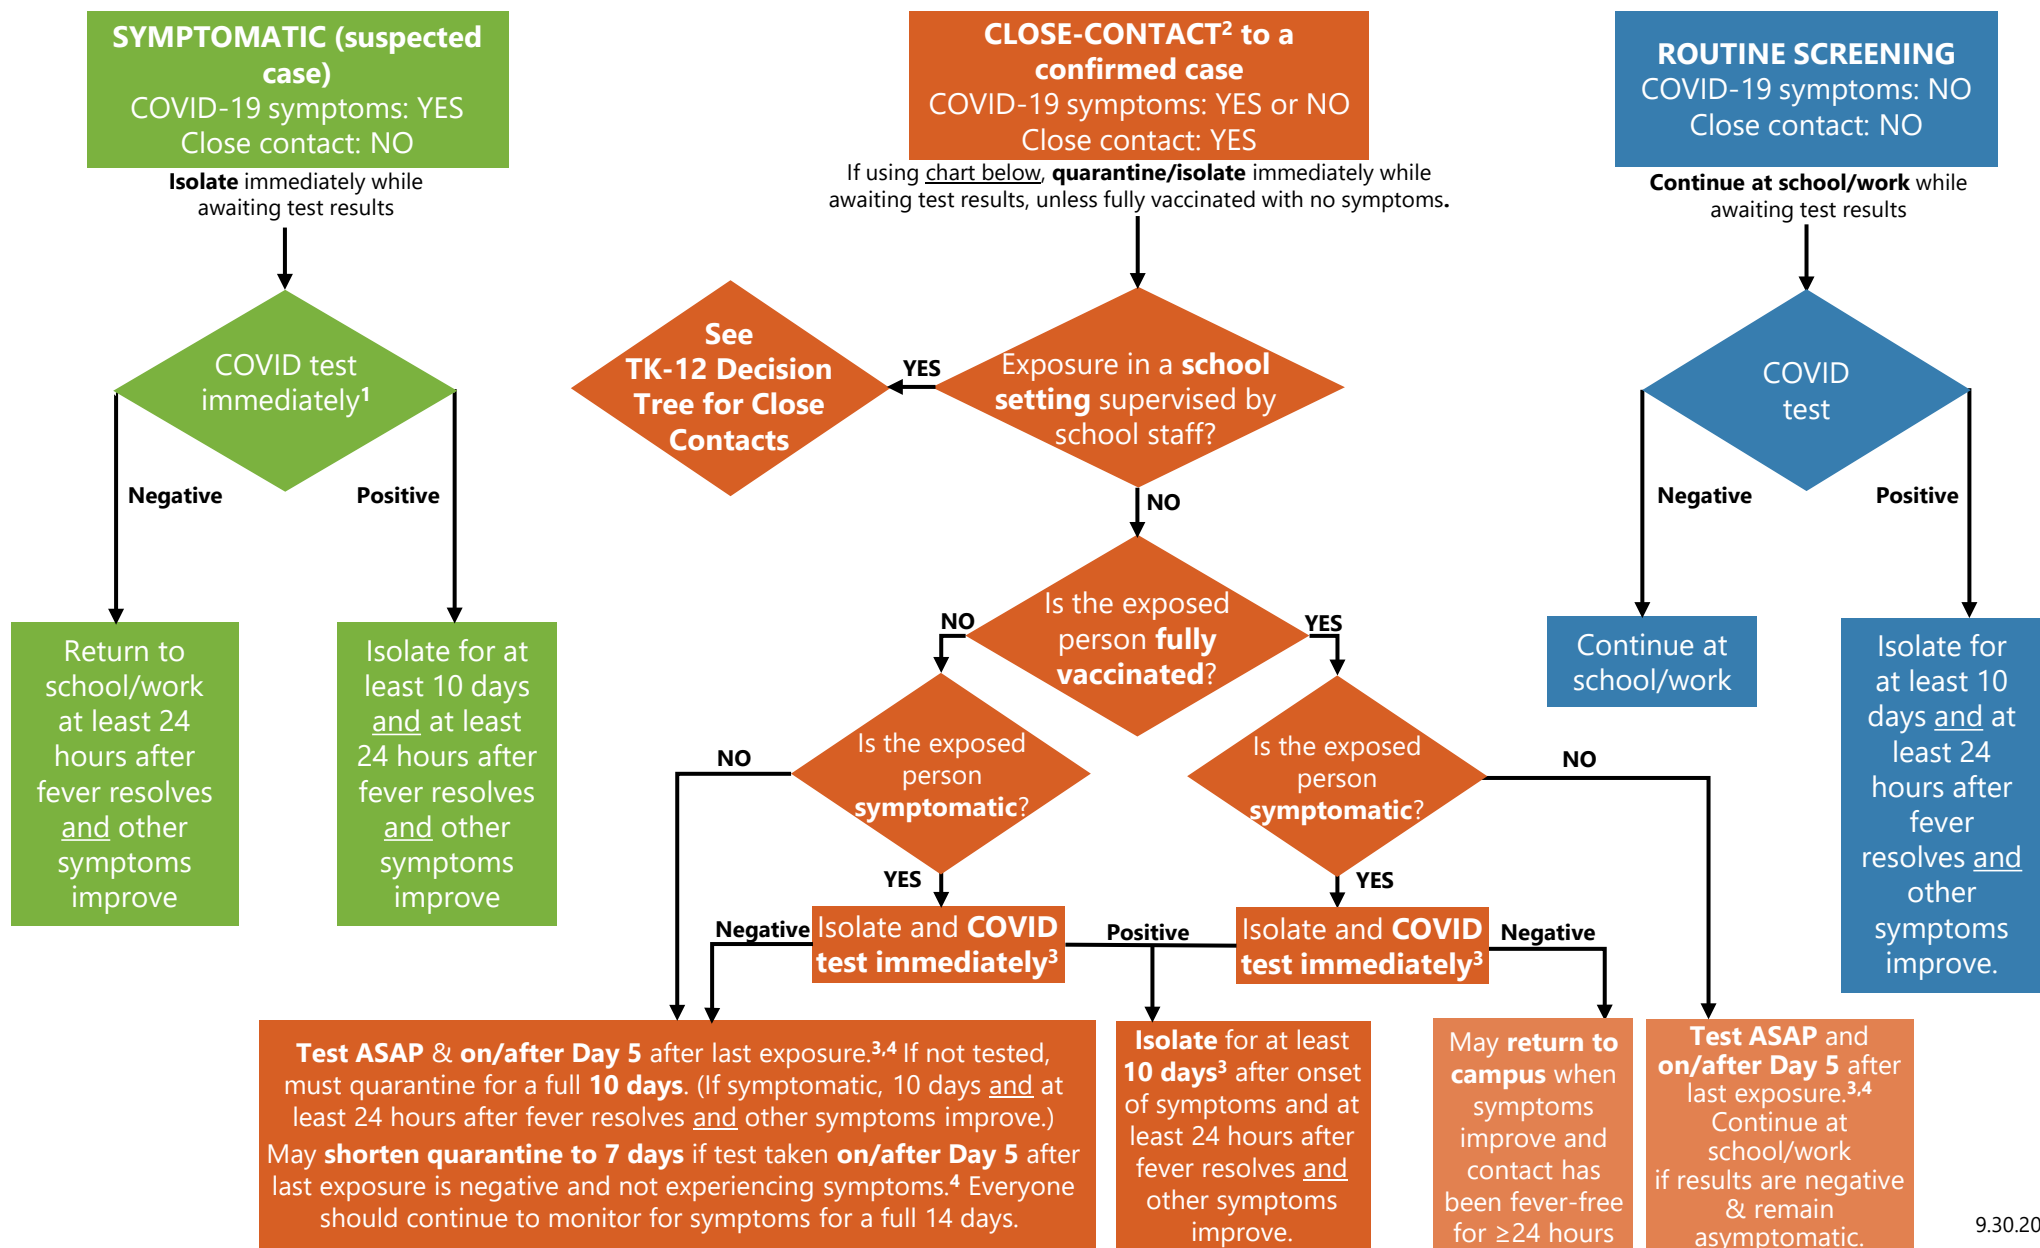 SYMPTOMATIC (suspected
case)
COVID-19 symptoms: YES
Close contact: NO
Isolate immediately while
awaiting test results
COVID test
immediately¹
Negative
Positive
Return to
school/work
at least 24
hours after
fever resolves
and other
symptoms
improve
Isolate for at
least 10 days
and at least
24 hours after
fever resolves
and other
symptoms
improve
CLOSE-CONTACT² to a
confirmed case
COVID-19 symptoms: YES or NO
Close contact: YES
If using chart below, quarantine/isolate immediately while
awaiting test results, unless fully vaccinated with no symptoms.
See
TK-12 Decision
Tree for Close
Contacts
YES
Exposure in a school
setting supervised by
school staff?
NO
Is the exposed
person fully
vaccinated?
NO
YES
Is the exposed
person
symptomatic?
NO
YES
Is the exposed
person
symptomatic?
NO
YES
Negative
Isolate and COVID
test immediately³
Positive
Isolate and COVID
test immediately³
Negative
Test ASAP & on/after Day 5 after last exposure.³,⁴ If not tested,
must quarantine for a full 10 days. (If symptomatic, 10 days and at
least 24 hours after fever resolves and other symptoms improve.)
May shorten quarantine to 7 days if test taken on/after Day 5 after
last exposure is negative and not experiencing symptoms.⁴ Everyone
should continue to monitor for symptoms for a full 14 days.
Isolate for at least
10 days³ after onset
of symptoms and at
least 24 hours after
fever resolves and
other symptoms
improve.
May return to
campus when
symptoms
improve and
contact has
been fever-free
for ≥24 hours
Test ASAP and
on/after Day 5 after
last exposure.³,⁴
Continue at
school/work
if results are negative
& remain
asymptomatic.
ROUTINE SCREENING
COVID-19 symptoms: NO
Close contact: NO
Continue at school/work while
awaiting test results
COVID
test
Negative
Positive
Continue at
school/work
Isolate for
at least 10
days and at
least 24
hours after
fever
resolves and
other
symptoms
improve.
9.30.20